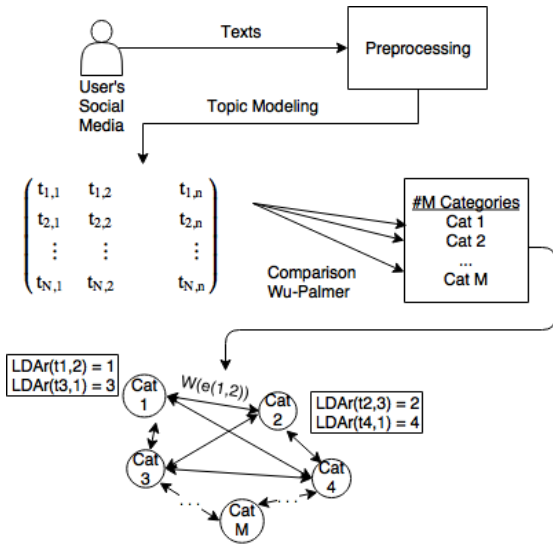 Texts
Preprocessing
User's
Social
Media
Topic Modeling
t1,1 t1,2 t1,n
t2,1 t2,2 t2,n
⋮ ⋮ ⋮
tN,1 tN,2 tN,n
#M Categories
Cat 1
Cat 2
...
Cat M
Comparison
Wu-Palmer
LDAr(t1,2) = 1
LDAr(t3,1) = 3
Cat
1
W(e(1,2))
Cat
2
LDAr(t2,3) = 2
LDAr(t4,1) = 4
Cat
3
Cat
4
...
...
Cat
M